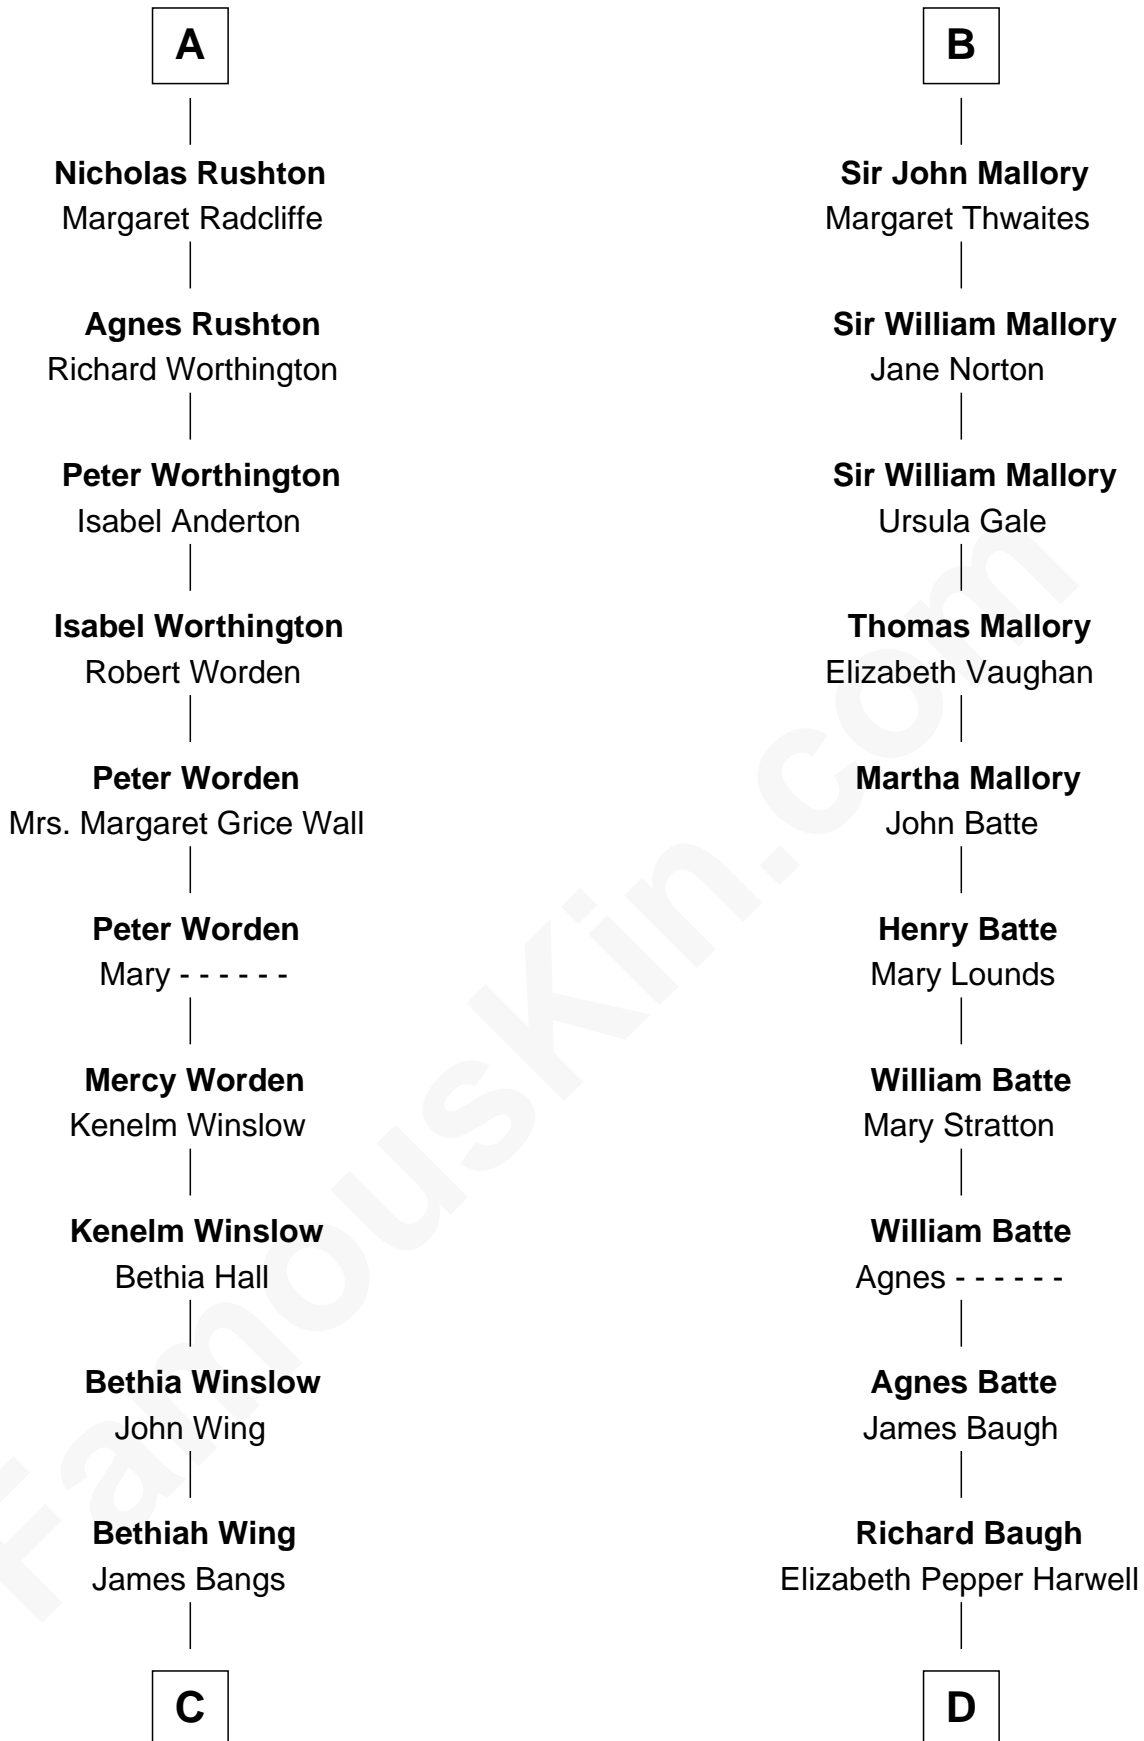 A
Nicholas Rushton
Margaret Radcliffe
Agnes Rushton
Richard Worthington
Peter Worthington
Isabel Anderton
Isabel Worthington
Robert Worden
Peter Worden
Mrs. Margaret Grice Wall
Peter Worden
Mary - - - - - -
Mercy Worden
Kenelm Winslow
Kenelm Winslow
Bethia Hall
Bethia Winslow
John Wing
Bethiah Wing
James Bangs
C
B
Sir John Mallory
Margaret Thwaites
Sir William Mallory
Jane Norton
Sir William Mallory
Ursula Gale
Thomas Mallory
Elizabeth Vaughan
Martha Mallory
John Batte
Henry Batte
Mary Lounds
William Batte
Mary Stratton
William Batte
Agnes - - - - - -
Agnes Batte
James Baugh
Richard Baugh
Elizabeth Pepper Harwell
D
FamousKin.com